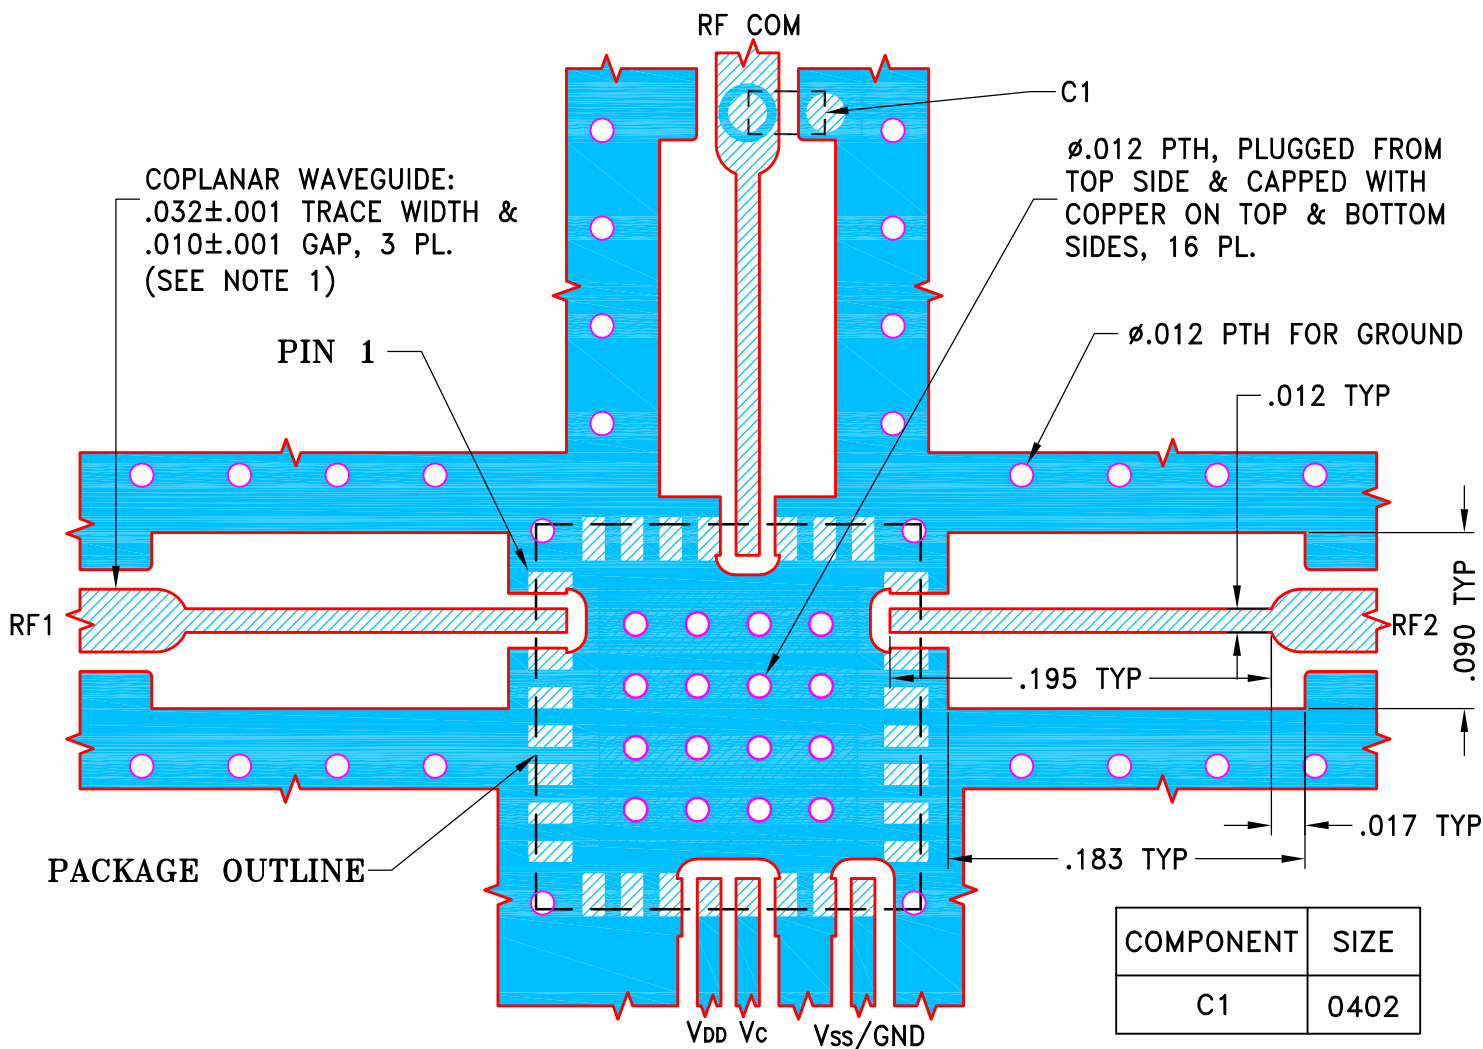 RF COM
C1
COPLANAR WAVEGUIDE:
.032±.001 TRACE WIDTH &
.010±.001 GAP, 3 PL.
(SEE NOTE 1)
ø.012 PTH, PLUGGED FROM
TOP SIDE & CAPPED WITH
COPPER ON TOP & BOTTOM
SIDES, 16 PL.
PIN 1
ø.012 PTH FOR GROUND
.012 TYP
RF1
RF2
.090 TYP
.195 TYP
.017 TYP
.183 TYP
PACKAGE OUTLINE
COMPONENT SIZE
C1 0402
VDD VC VSS/GND